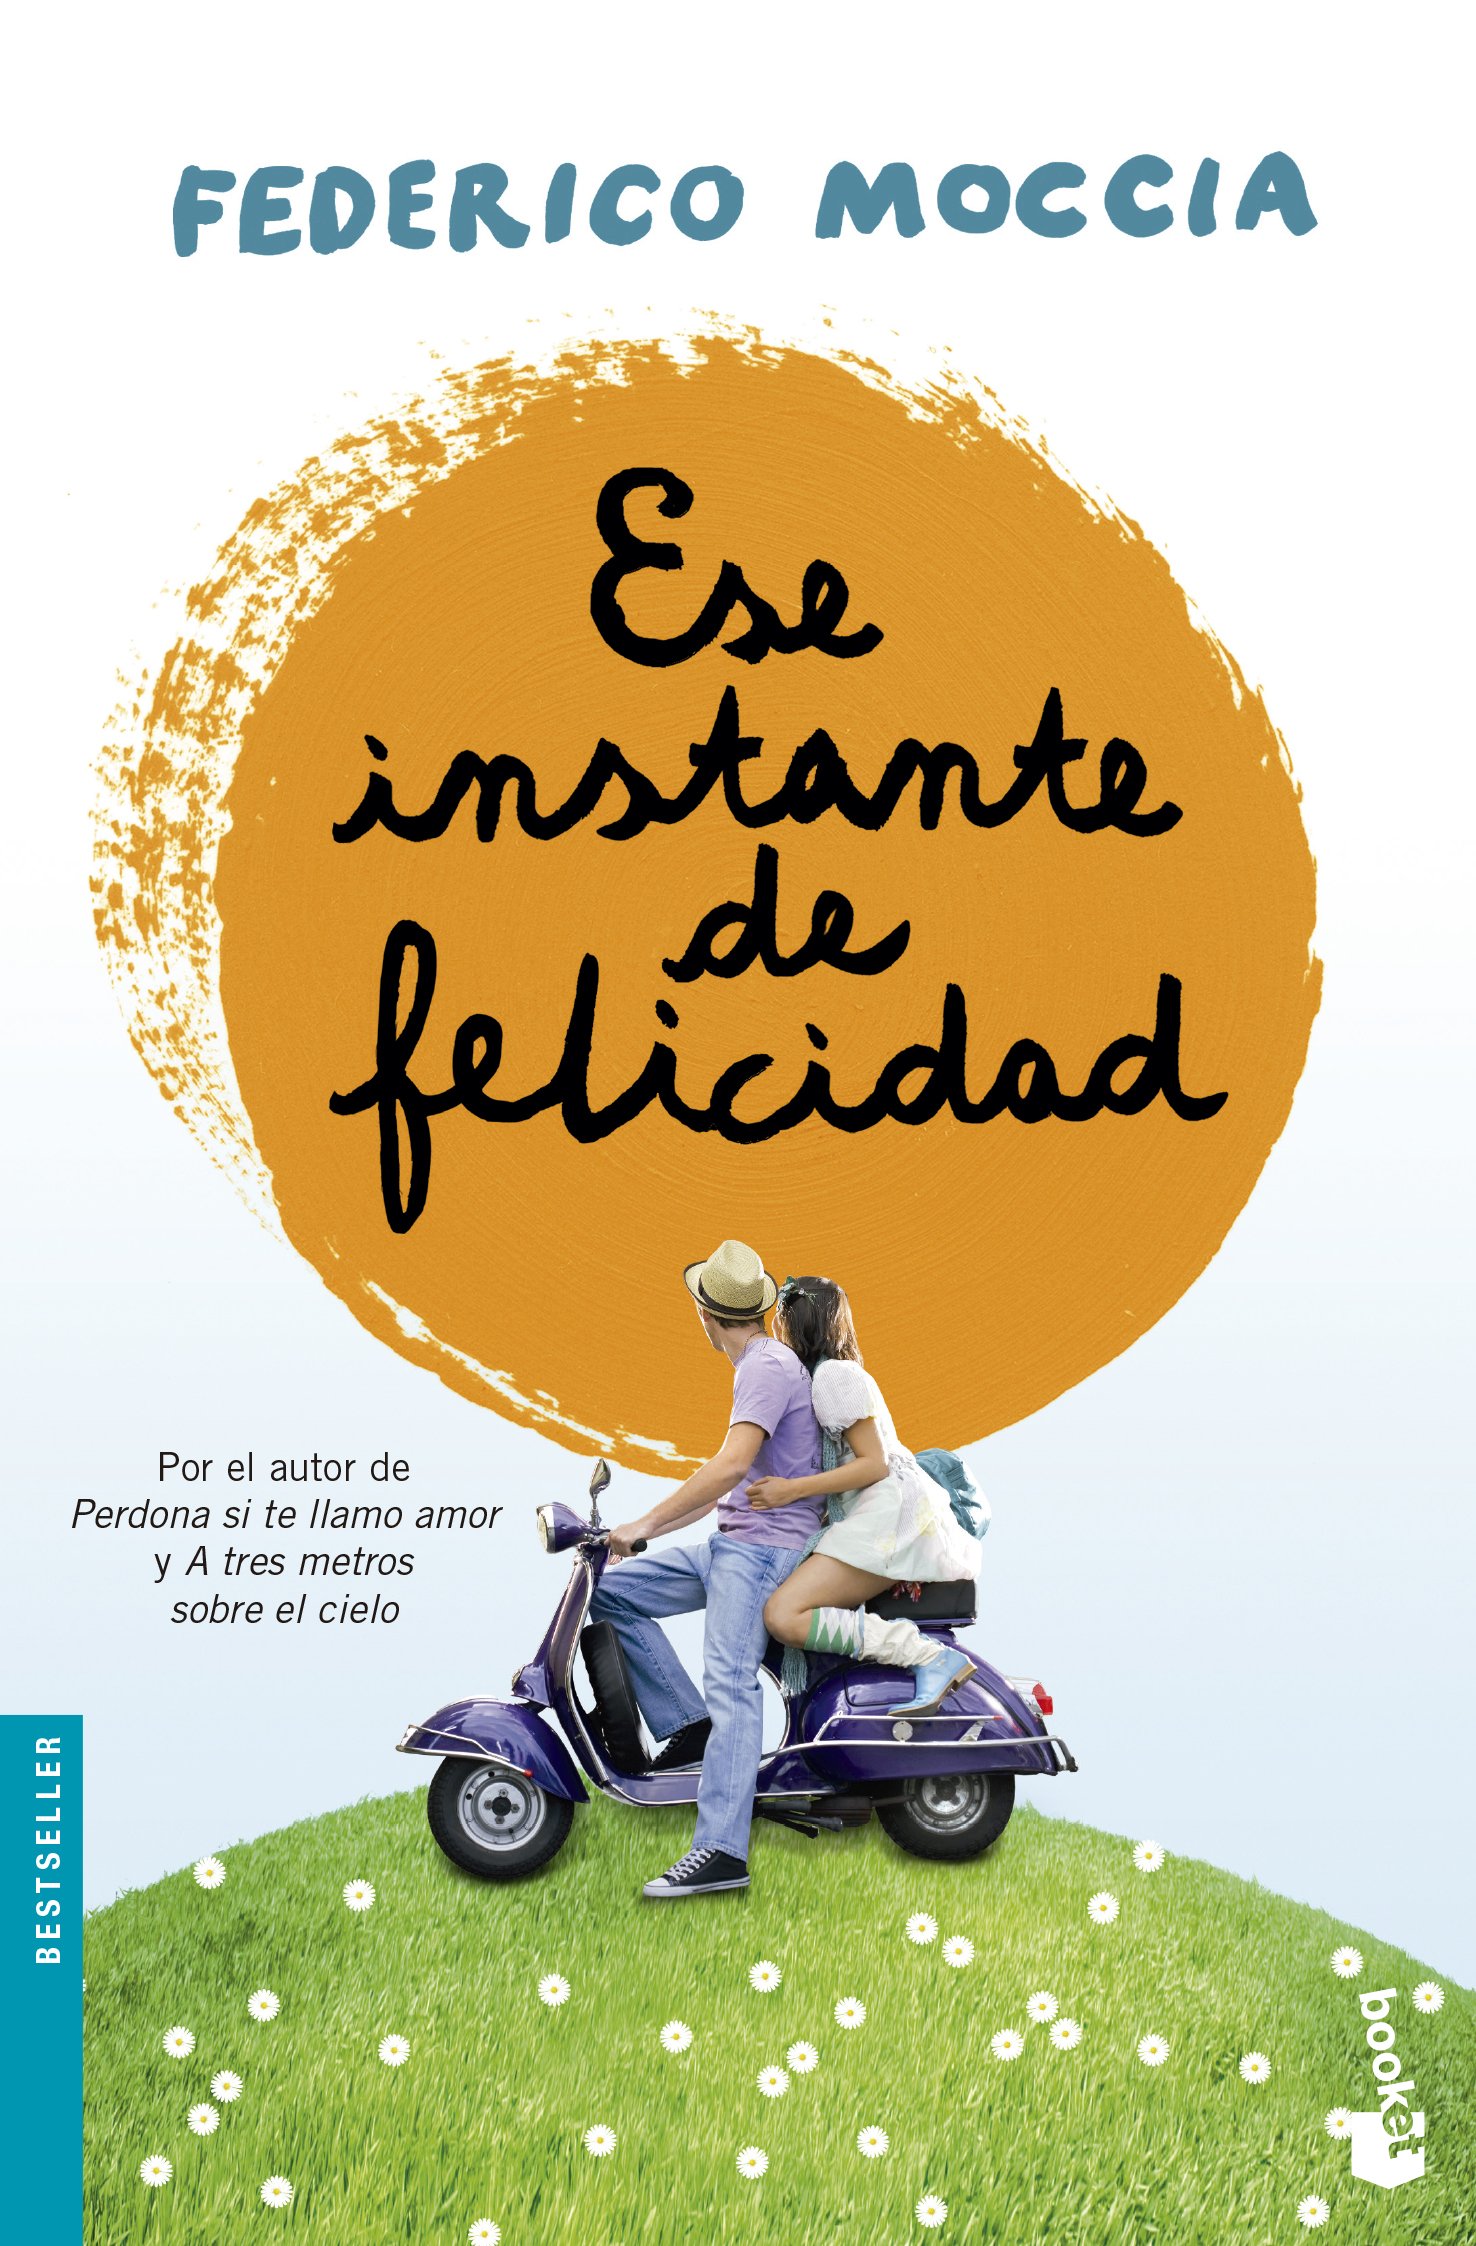 FEDERICO MOCCIA
Ese
instante
de
felicidad
Por el autor de
Perdona si te llamo amor
y A tres metros
sobre el cielo
BESTSELLER
booket